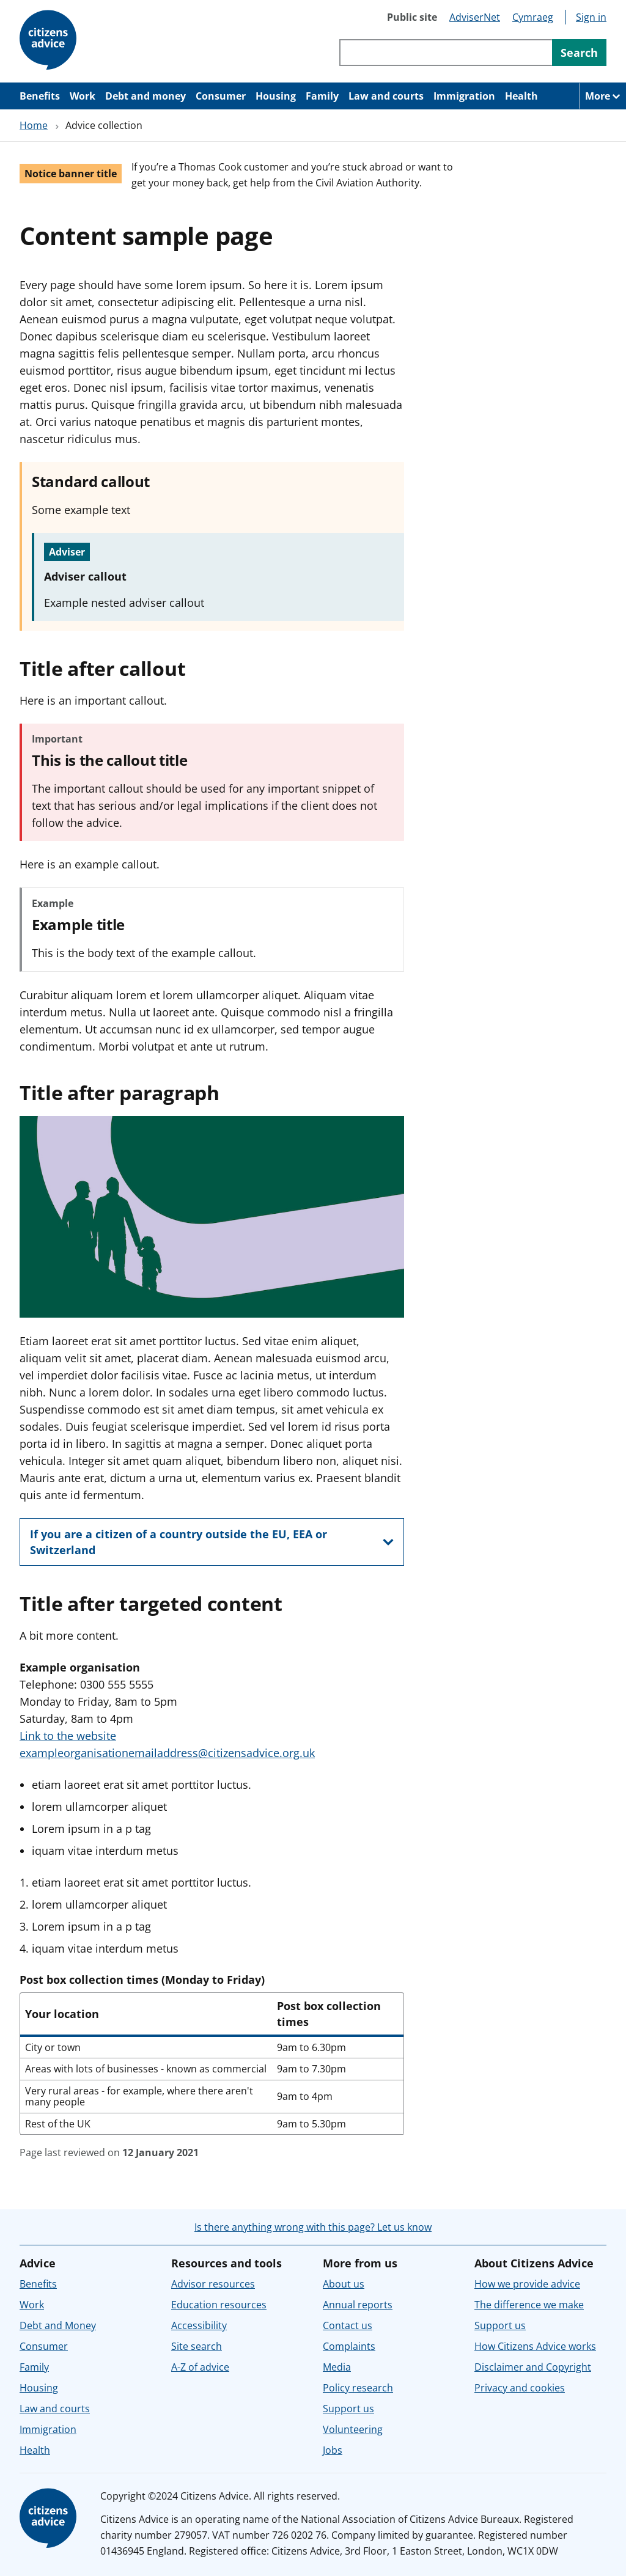 citizens
advice
Public site AdviserNet Cymraeg Sign in
Search
Benefits Work Debt and money Consumer Housing Family Law and courts Immigration Health More
Home › Advice collection
Notice banner title
If you’re a Thomas Cook customer and you’re stuck abroad or want to
get your money back, get help from the Civil Aviation Authority.
Content sample page
Every page should have some lorem ipsum. So here it is. Lorem ipsum
dolor sit amet, consectetur adipiscing elit. Pellentesque a urna nisl.
Aenean euismod purus a magna vulputate, eget volutpat neque volutpat.
Donec dapibus scelerisque diam eu scelerisque. Vestibulum laoreet
magna sagittis felis pellentesque semper. Nullam porta, arcu rhoncus
euismod porttitor, risus augue bibendum ipsum, eget tincidunt mi lectus
eget eros. Donec nisl ipsum, facilisis vitae tortor maximus, venenatis
mattis purus. Quisque fringilla gravida arcu, ut bibendum nibh malesuada
at. Orci varius natoque penatibus et magnis dis parturient montes,
nascetur ridiculus mus.
Standard callout
Some example text
Adviser
Adviser callout
Example nested adviser callout
Title after callout
Here is an important callout.
Important
This is the callout title
The important callout should be used for any important snippet of
text that has serious and/or legal implications if the client does not
follow the advice.
Here is an example callout.
Example
Example title
This is the body text of the example callout.
Curabitur aliquam lorem et lorem ullamcorper aliquet. Aliquam vitae
interdum metus. Nulla ut laoreet ante. Quisque commodo nisl a fringilla
elementum. Ut accumsan nunc id ex ullamcorper, sed tempor augue
condimentum. Morbi volutpat et ante ut rutrum.
Title after paragraph
Etiam laoreet erat sit amet porttitor luctus. Sed vitae enim aliquet,
aliquam velit sit amet, placerat diam. Aenean malesuada euismod arcu,
vel imperdiet dolor facilisis vitae. Fusce ac lacinia metus, ut interdum
nibh. Nunc a lorem dolor. In sodales urna eget libero commodo luctus.
Suspendisse commodo est sit amet diam tempus, sit amet vehicula ex
sodales. Duis feugiat scelerisque imperdiet. Sed vel lorem id risus porta
porta id in libero. In sagittis at magna a semper. Donec aliquet porta
vehicula. Integer sit amet quam aliquet, bibendum libero non, aliquet nisi.
Mauris ante erat, dictum a urna ut, elementum varius ex. Praesent blandit
quis ante id fermentum.
If you are a citizen of a country outside the EU, EEA or
Switzerland
Title after targeted content
A bit more content.
Example organisation
Telephone: 0300 555 5555
Monday to Friday, 8am to 5pm
Saturday, 8am to 4pm
Link to the website
exampleorganisationemailaddress@citizensadvice.org.uk
• etiam laoreet erat sit amet porttitor luctus.
• lorem ullamcorper aliquet
• Lorem ipsum in a p tag
• iquam vitae interdum metus
1. etiam laoreet erat sit amet porttitor luctus.
2. lorem ullamcorper aliquet
3. Lorem ipsum in a p tag
4. iquam vitae interdum metus
Post box collection times (Monday to Friday)
Your location Post box collection
times
City or town 9am to 6.30pm
Areas with lots of businesses - known as commercial 9am to 7.30pm
Very rural areas - for example, where there aren't
many people 9am to 4pm
Rest of the UK 9am to 5.30pm
Page last reviewed on 12 January 2021
Is there anything wrong with this page? Let us know
Advice
Benefits
Work
Debt and Money
Consumer
Family
Housing
Law and courts
Immigration
Health
Resources and tools
Advisor resources
Education resources
Accessibility
Site search
A-Z of advice
More from us
About us
Annual reports
Contact us
Complaints
Media
Policy research
Support us
Volunteering
Jobs
About Citizens Advice
How we provide advice
The difference we make
Support us
How Citizens Advice works
Disclaimer and Copyright
Privacy and cookies
citizens
advice
Copyright ©2024 Citizens Advice. All rights reserved.
Citizens Advice is an operating name of the National Association of Citizens Advice Bureaux. Registered
charity number 279057. VAT number 726 0202 76. Company limited by guarantee. Registered number
01436945 England. Registered office: Citizens Advice, 3rd Floor, 1 Easton Street, London, WC1X 0DW